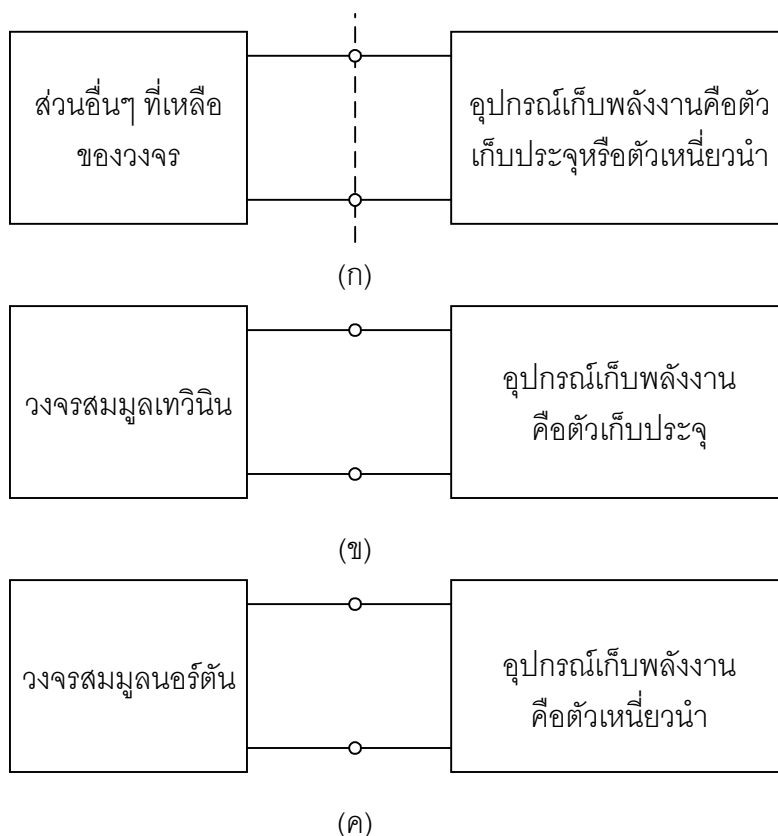 ส่วนอื่นๆ ที่เหลือ
ของวงจร
อุปกรณ์เก็บพลังงานคือตัว
เก็บประจุหรือตัวเหนี่ยวนำ
(ก)
วงจรสมมูลเทวินิน
อุปกรณ์เก็บพลังงาน
คือตัวเก็บประจุ
(ข)
วงจรสมมูลนอร์ตัน
อุปกรณ์เก็บพลังงาน
คือตัวเหนี่ยวนำ
(ค)